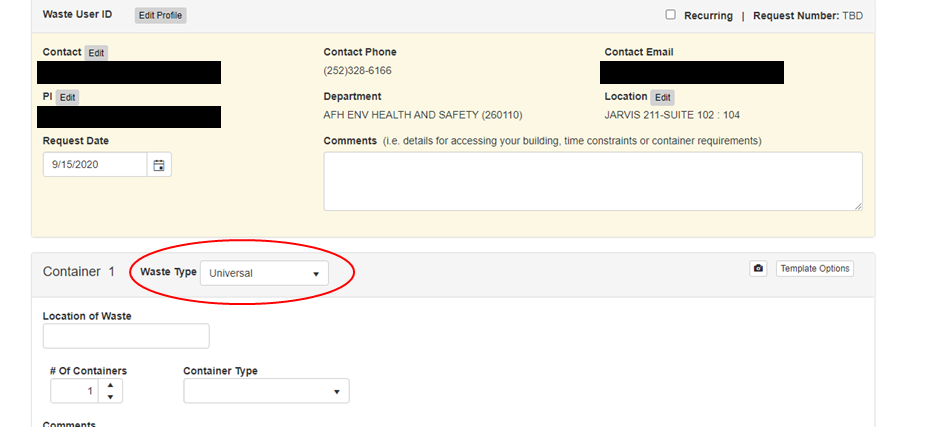 Waste User ID Edit Profile Recurring | Request Number: TBD
Contact Edit Contact Phone Contact Email
(252)328-6166
PI Edit Department Location Edit
AFH ENV HEALTH AND SAFETY (260110) JARVIS 211-SUITE 102 : 104
Request Date Comments (i.e. details for accessing your building, time constraints or container requirements)
9/15/2020
Container 1 Waste Type Universal Template Options
Location of Waste
# Of Containers Container Type
1
Comments